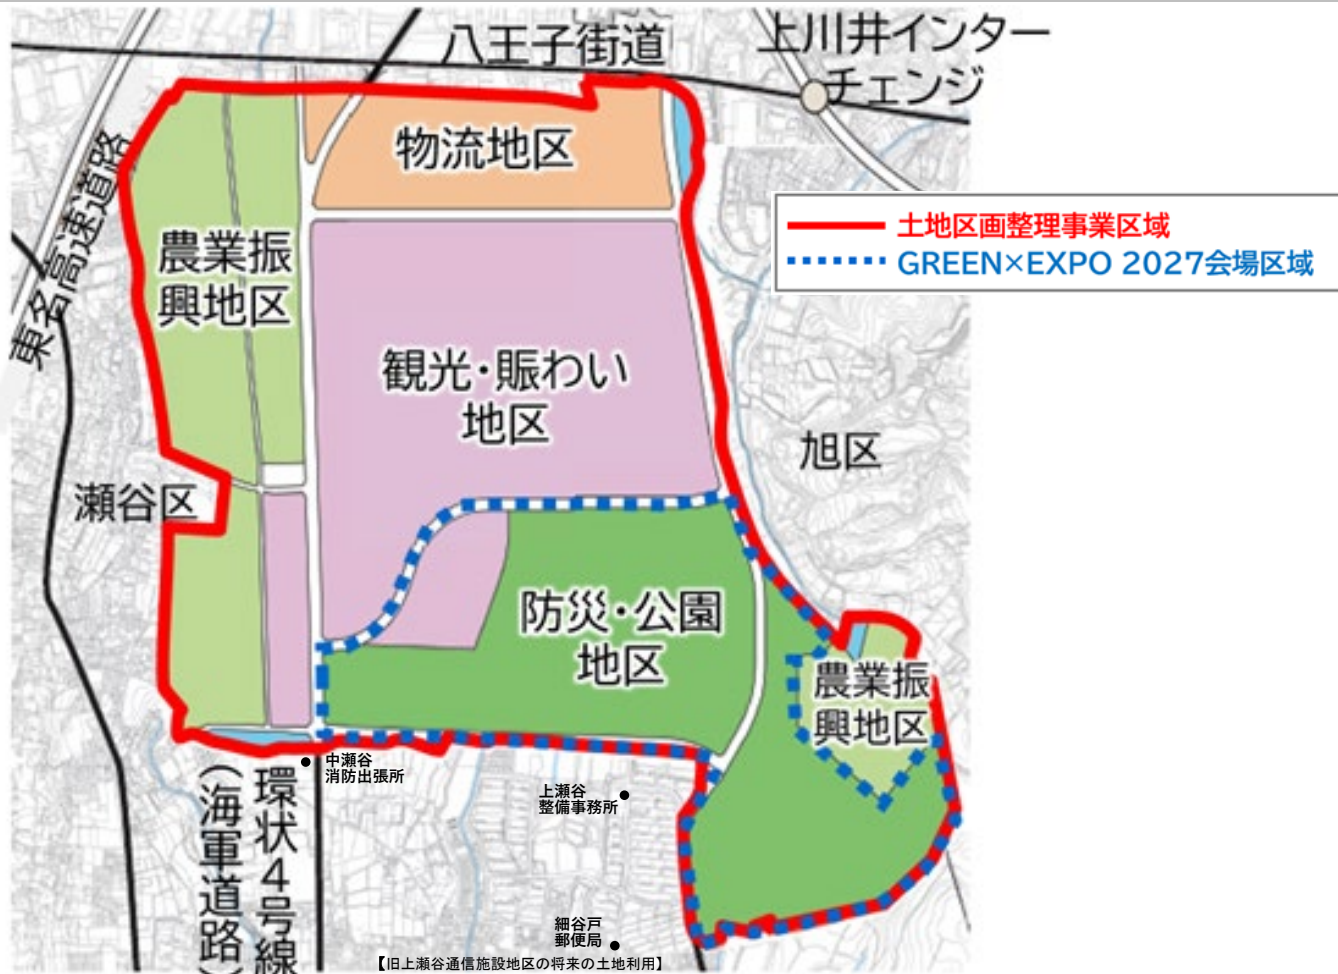 八王子街道
上川井インター
チェンジ
東名高速道路
物流地区
土地区画整理事業区域
GREEN×EXPO 2027会場区域
農業振
興地区
観光・賑わい
地区
旭区
瀬谷区
防災・公園
地区
農業振
興地区
中瀬谷
消防出張所
上瀬谷
整備事務所
環状4号線
(海軍道路)
細谷戸
郵便局
【旧上瀬谷通信施設地区の将来の土地利用】